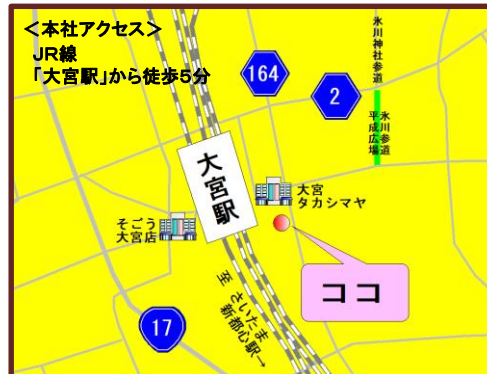 ＜本社アクセス＞
JR線
「大宮駅」から徒歩5分
164
2
氷川神社参道
氷川参道
平成広場
大宮駅
大宮
タカシマヤ
そごう
大宮店
ココ
至 さいたま
新都心駅→
17